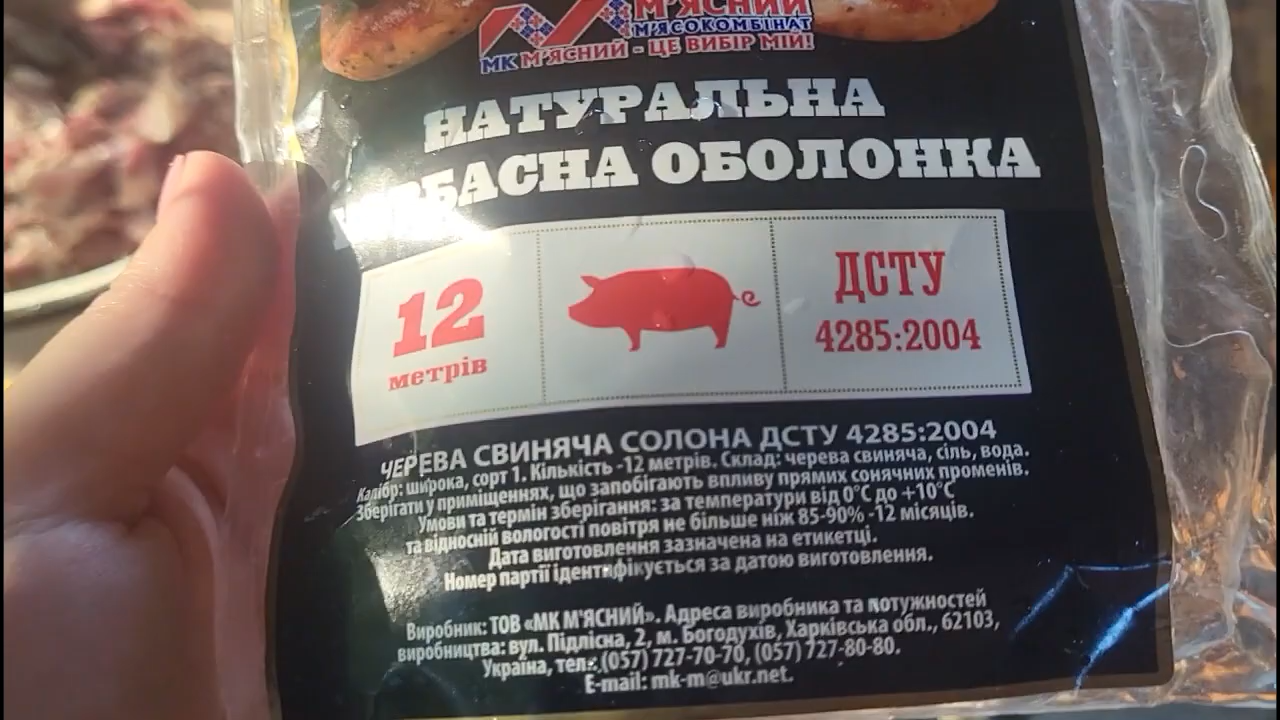 М'ЯСНИЙ
М'ЯСОКОМБІНАТ
МК М'ЯСНИЙ - ЦЕ ВИБІР МІЙ!
НАТУРАЛЬНА
КОВБАСНА ОБОЛОНКА
12
метрів
ДСТУ
4285:2004
ЧЕРЕВА СВИНЯЧА СОЛОНА ДСТУ 4285:2004
Калібр: широка, сорт 1. Кількість -12 метрів. Склад: черева свиняча, сіль, вода.
Зберігати у приміщеннях, що запобігають впливу прямих сонячних променів.
Умови та термін зберігання: за температури від 0°С до +10°С
та відносній вологості повітря не більше ніж 85-90% -12 місяців.
Дата виготовлення зазначена на етикетці.
Номер партії ідентифікується за датою виготовлення.
Виробник: ТОВ «МК М'ЯСНИЙ». Адреса виробника та потужностей
виробництва: вул. Підлісна, 2, м. Богодухів, Харківська обл., 62103,
Україна, тел.: (057) 727-70-70, (057) 727-80-80.
E-mail: mk-m@ukr.net.